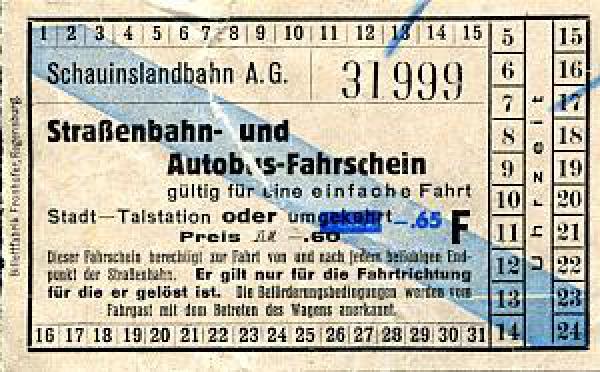 1 2 3 4 5 6 7 8 9 10 11 12 13 14 15
Schauinslandbahn A.G. 31999
Straßenbahn- und
Autobus-Fahrschein
gültig für eine einfache Fahrt
Stadt—Talstation oder umgekehrt -.65 F
Preis -.60
Dieser Fahrschein berechtigt zur Fahrt von und nach jedem beliebigen End-
punkt der Straßenbahn. Er gilt nur für die Fahrtrichtung
für die er gelöst ist. Die Beförderungsbedingungen werden vom
Fahrgast mit dem Betreten des Wagens anerkannt.
16 17 18 19 20 21 22 23 24 25 26 27 28 29 30 31
5 15
6 16
7 17
8 18
9 19
10 20
11 21
12 22
13 23
14 24
Uhrzeit
Billettfabrik Regensburg.